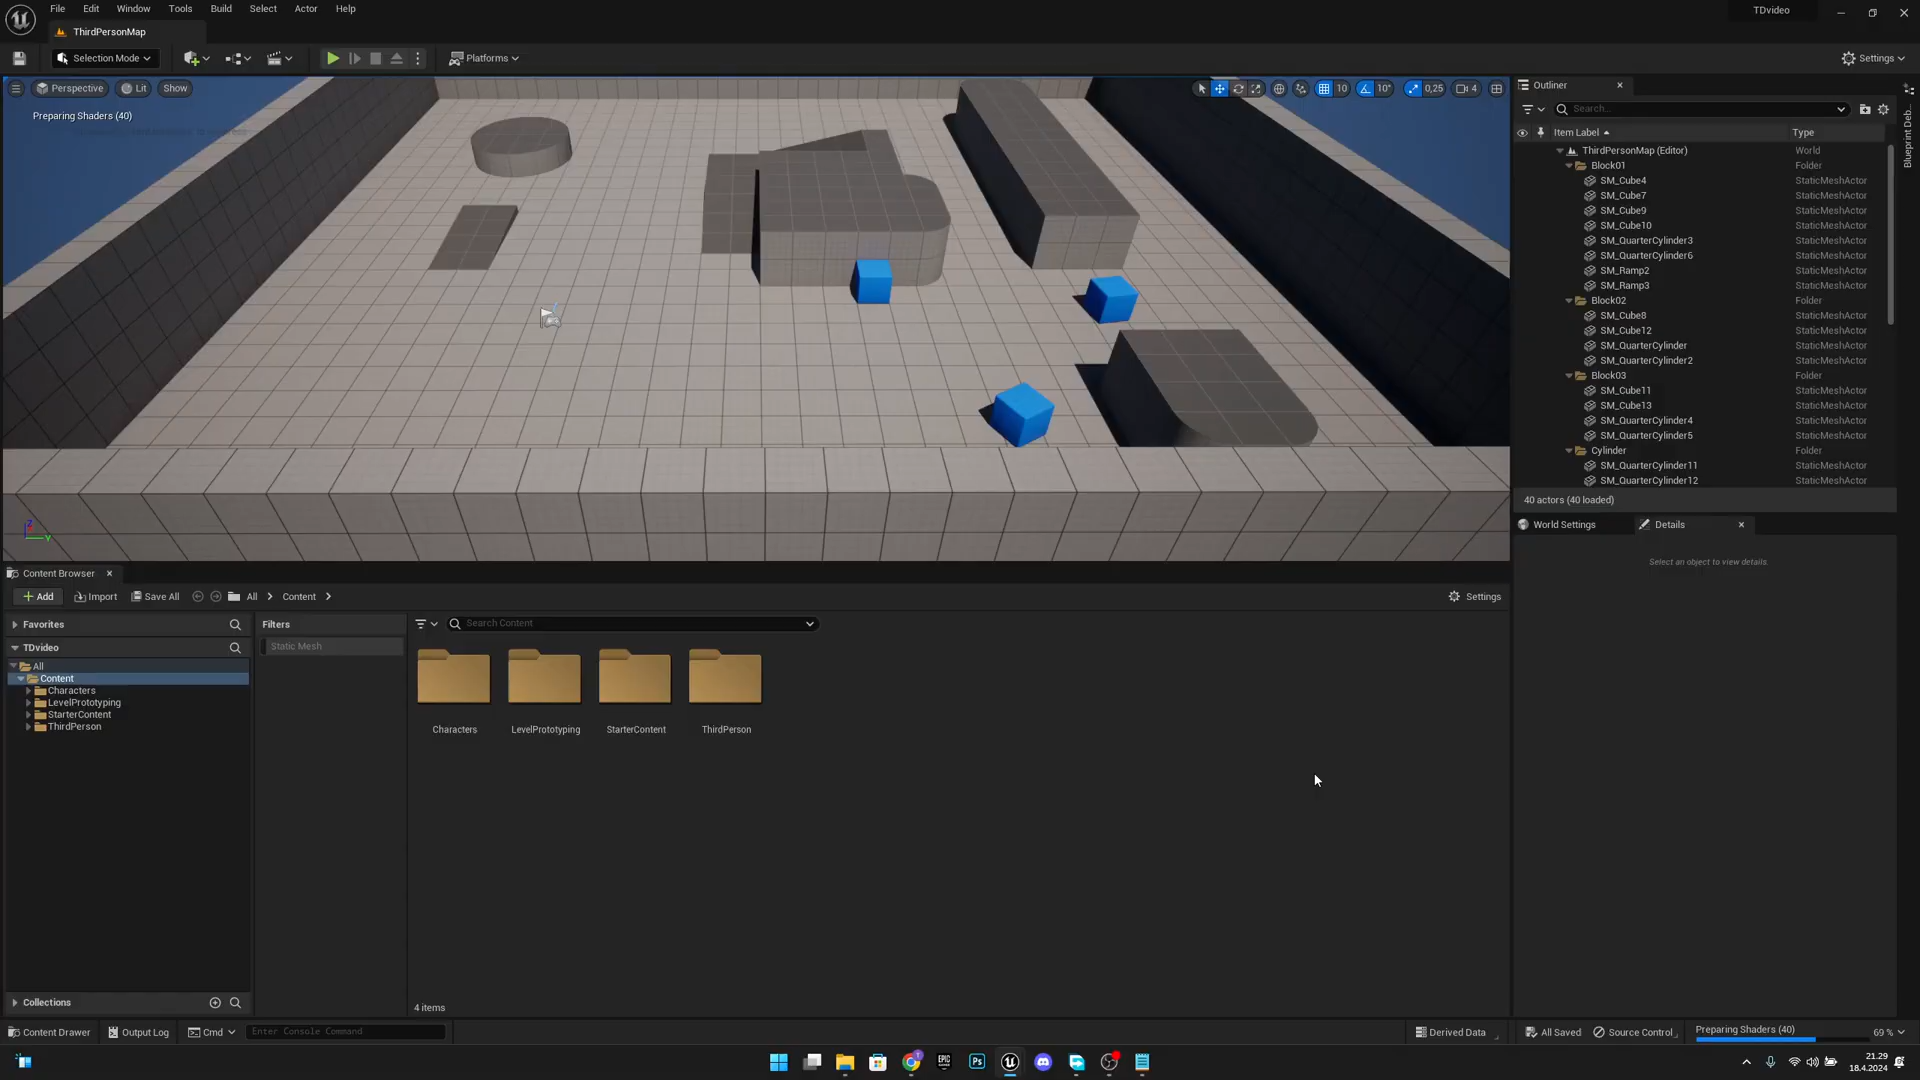 File Edit Window Tools Build Select Actor Help
TDvideo
ThirdPersonMap
Selection Mode
Platforms
Settings
Perspective Lit Show
10 10° 0,25 4
Preparing Shaders (40)
Outliner
Search...
Item Label Type
ThirdPersonMap (Editor) World
Block01 Folder
SM_Cube4 StaticMeshActor
SM_Cube7 StaticMeshActor
SM_Cube9 StaticMeshActor
SM_Cube10 StaticMeshActor
SM_QuarterCylinder3 StaticMeshActor
SM_QuarterCylinder6 StaticMeshActor
SM_Ramp2 StaticMeshActor
SM_Ramp3 StaticMeshActor
Block02 Folder
SM_Cube8 StaticMeshActor
SM_Cube12 StaticMeshActor
SM_QuarterCylinder StaticMeshActor
SM_QuarterCylinder2 StaticMeshActor
Block03 Folder
SM_Cube11 StaticMeshActor
SM_Cube13 StaticMeshActor
SM_QuarterCylinder4 StaticMeshActor
SM_QuarterCylinder5 StaticMeshActor
Cylinder Folder
SM_QuarterCylinder11 StaticMeshActor
SM_QuarterCylinder12 StaticMeshActor
40 actors (40 loaded)
Blueprint Deb...
World Settings Details
Select an object to view details.
Z
Y
Content Browser
Add Import Save All All Content
Settings
Favorites
TDvideo
All
Content
Characters
LevelPrototyping
StarterContent
ThirdPerson
Collections
Filters
Static Mesh
Search Content
Characters LevelPrototyping StarterContent ThirdPerson
4 items
Content Drawer Output Log Cmd Enter Console Command
Derived Data All Saved Source Control Preparing Shaders (40) 69 %
EPIC
Ps
21.29
18.4.2024